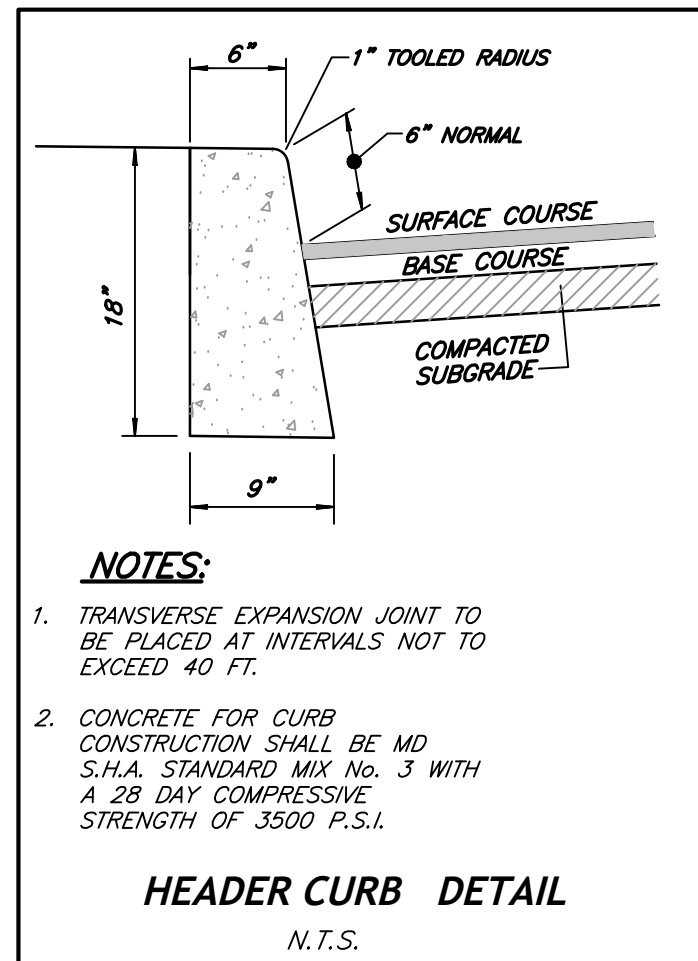 6"
1" TOOLED RADIUS
6" NORMAL
SURFACE COURSE
BASE COURSE
18"
COMPACTED
SUBGRADE
9"
NOTES:
1. TRANSVERSE EXPANSION JOINT TO
BE PLACED AT INTERVALS NOT TO
EXCEED 40 FT.
2. CONCRETE FOR CURB
CONSTRUCTION SHALL BE MD
S.H.A. STANDARD MIX No. 3 WITH
A 28 DAY COMPRESSIVE
STRENGTH OF 3500 P.S.I.
HEADER CURB DETAIL
N.T.S.